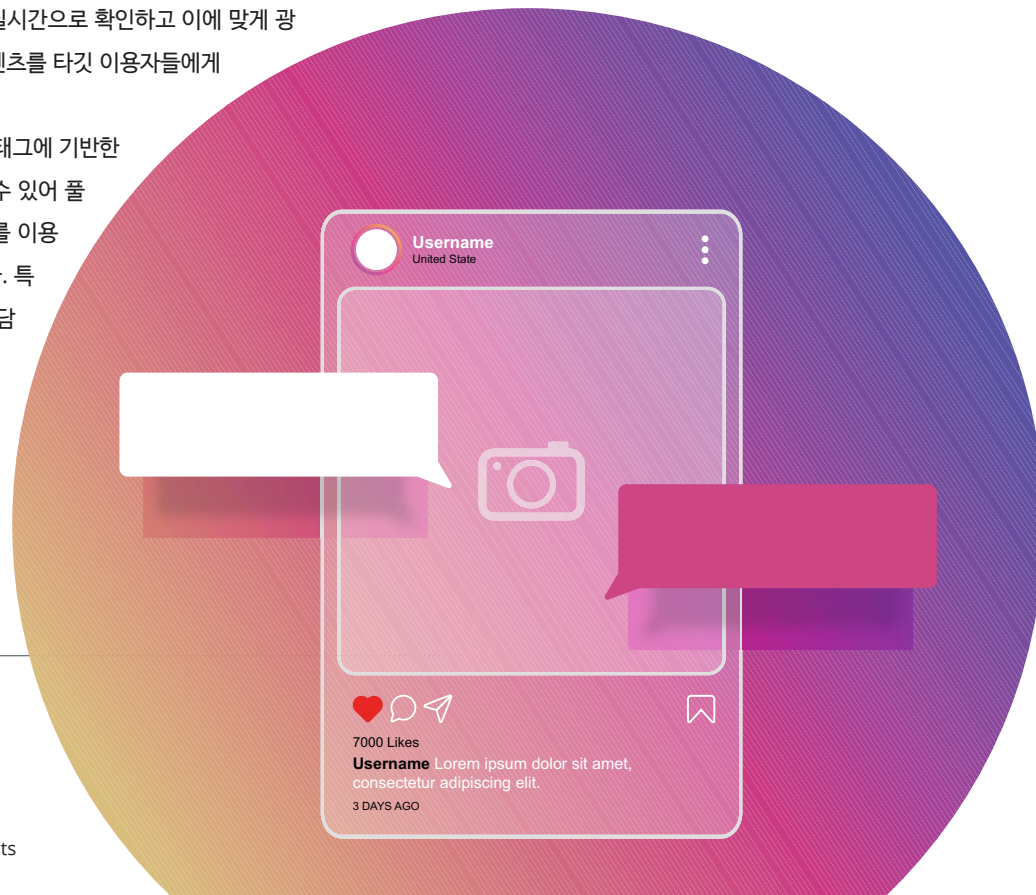 실시간으로 확인하고 이에 맞게 광
텐츠를 타깃 이용자들에게
태그에 기반한
수 있어 풀
를 이용
. 특
담
Username
United State
7000 Likes
Username Lorem ipsum dolor sit amet,
consectetur adipiscing elit.
3 DAYS AGO
ts